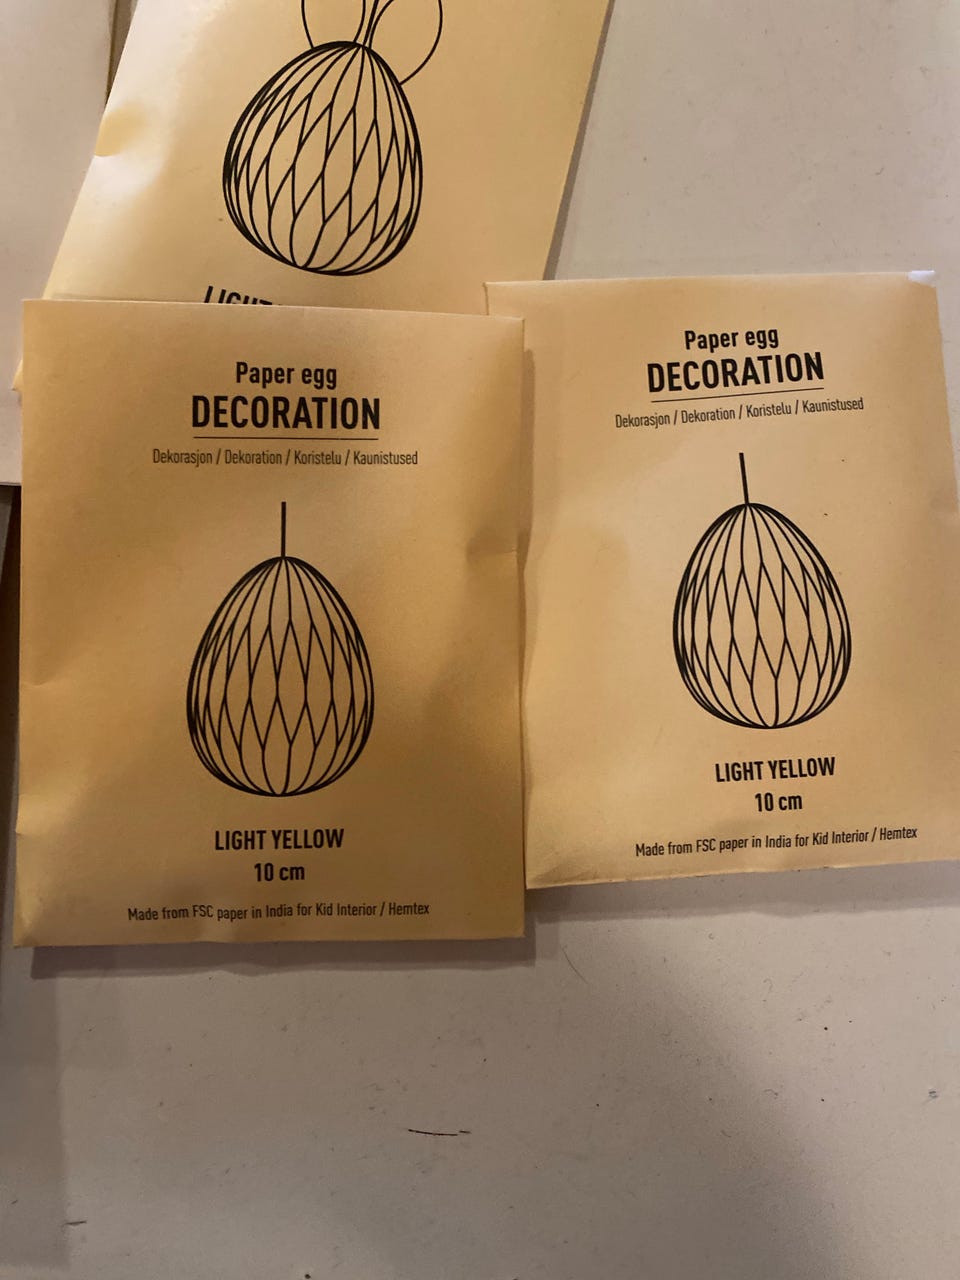 LIGHT
Paper egg
DECORATION
Dekorasjon / Dekoration / Koristelu / Kaunistused
LIGHT YELLOW
10 cm
Made from FSC paper in India for Kid Interior / Hemtex
Paper egg
DECORATION
Dekorasjon / Dekoration / Koristelu / Kaunistused
LIGHT YELLOW
10 cm
Made from FSC paper in India for Kid Interior / Hemtex